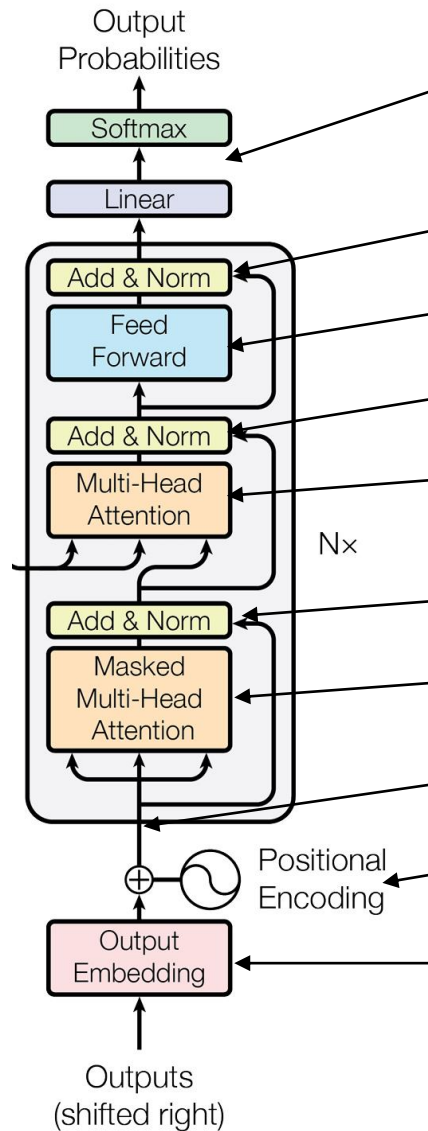 Output
Probabilities
Softmax
Linear
Add & Norm
Feed
Forward
Add & Norm
Multi-Head
Attention
N×
Add & Norm
Masked
Multi-Head
Attention
Positional
Encoding
Output
Embedding
Outputs
(shifted right)